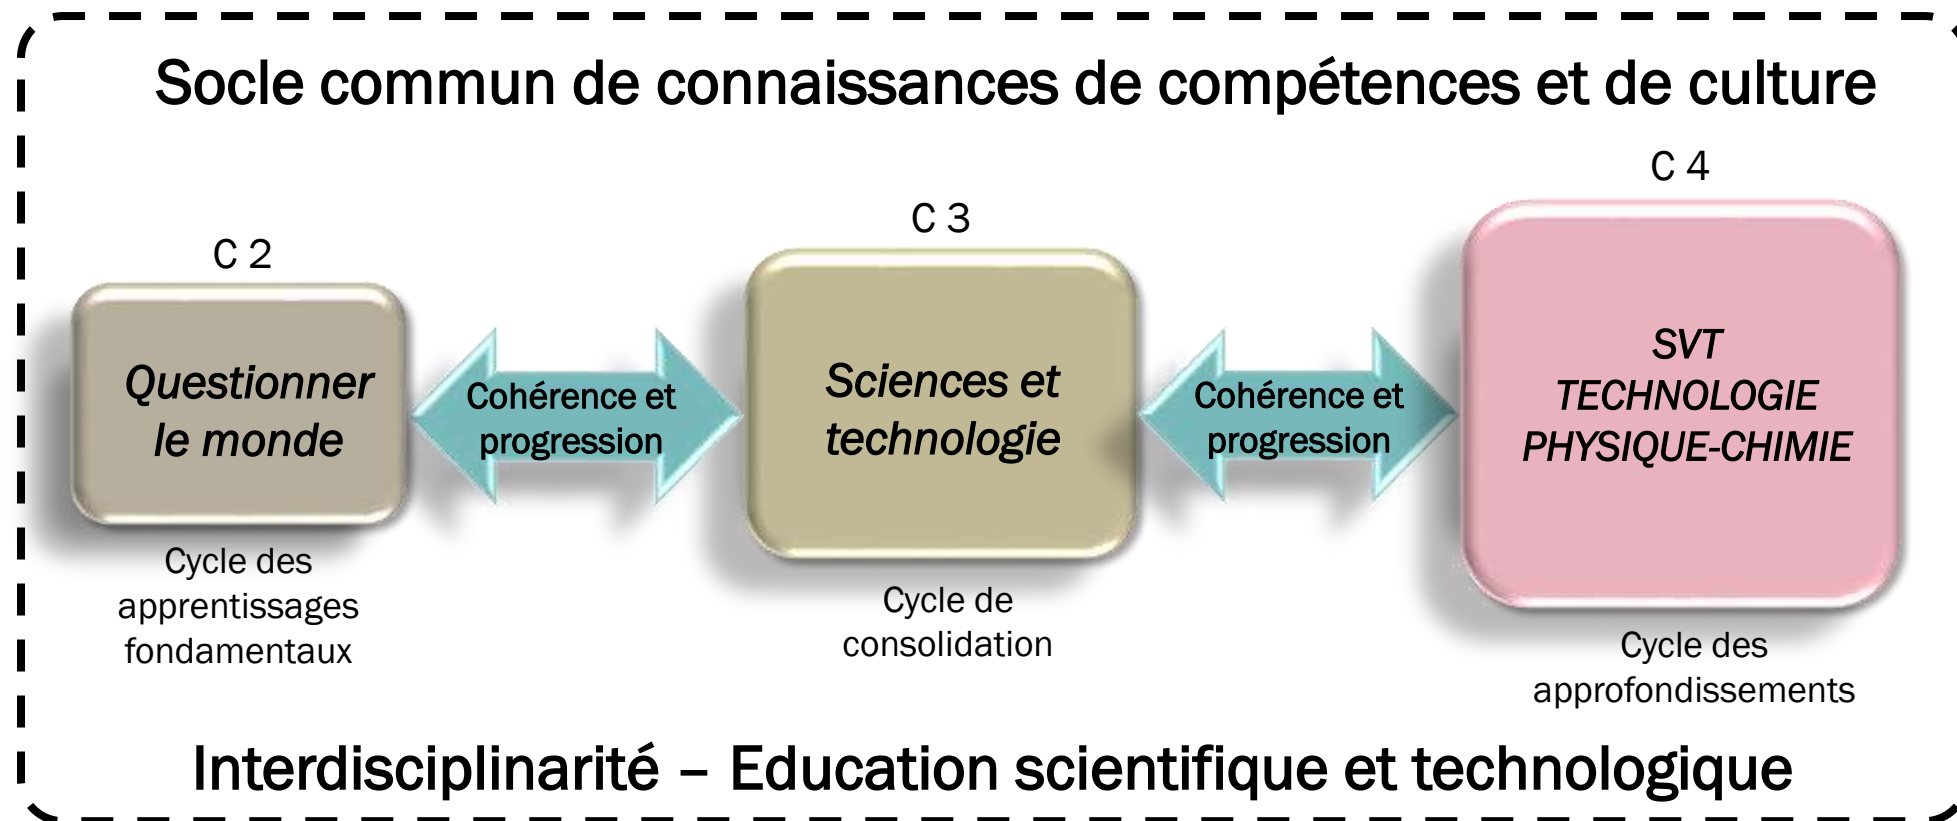 Socle commun de connaissances de compétences et de culture
C 2
Questionner
le monde
Cycle des
apprentissages
fondamentaux
Cohérence et
progression
C 3
Sciences et
technologie
Cycle de
consolidation
Cohérence et
progression
C 4
SVT
TECHNOLOGIE
PHYSIQUE-CHIMIE
Cycle des
approfondissements
Interdisciplinarité – Education scientifique et technologique